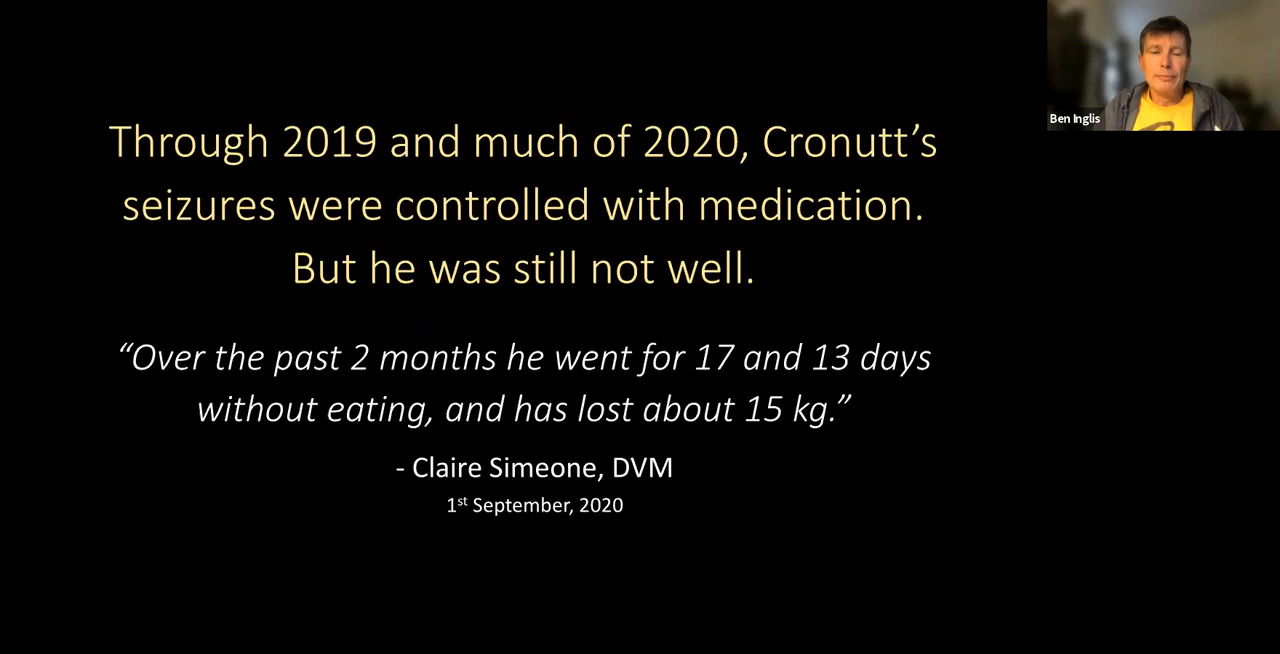 Through 2019 and much of 2020, Cronutt’s
seizures were controlled with medication.
But he was still not well.
“Over the past 2 months he went for 17 and 13 days
without eating, and has lost about 15 kg.”
- Claire Simeone, DVM
1st September, 2020
Ben Inglis